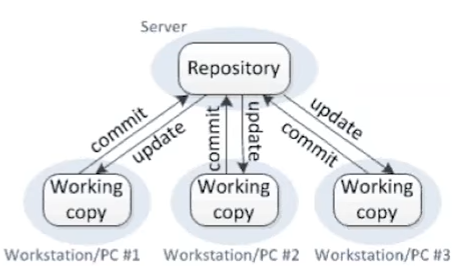 Server
Repository
commit
update
commit
update
update
commit
Working
copy
Working
copy
Working
copy
Workstation/PC #1
Workstation/PC #2
Workstation/PC #3